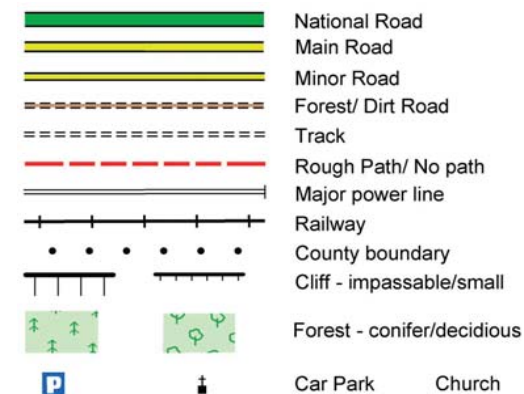 National Road
Main Road
Minor Road
Forest/ Dirt Road
Track
Rough Path/ No path
Major power line
Railway
County boundary
Cliff - impassable/small
Forest - conifer/decidious
P
Car Park Church